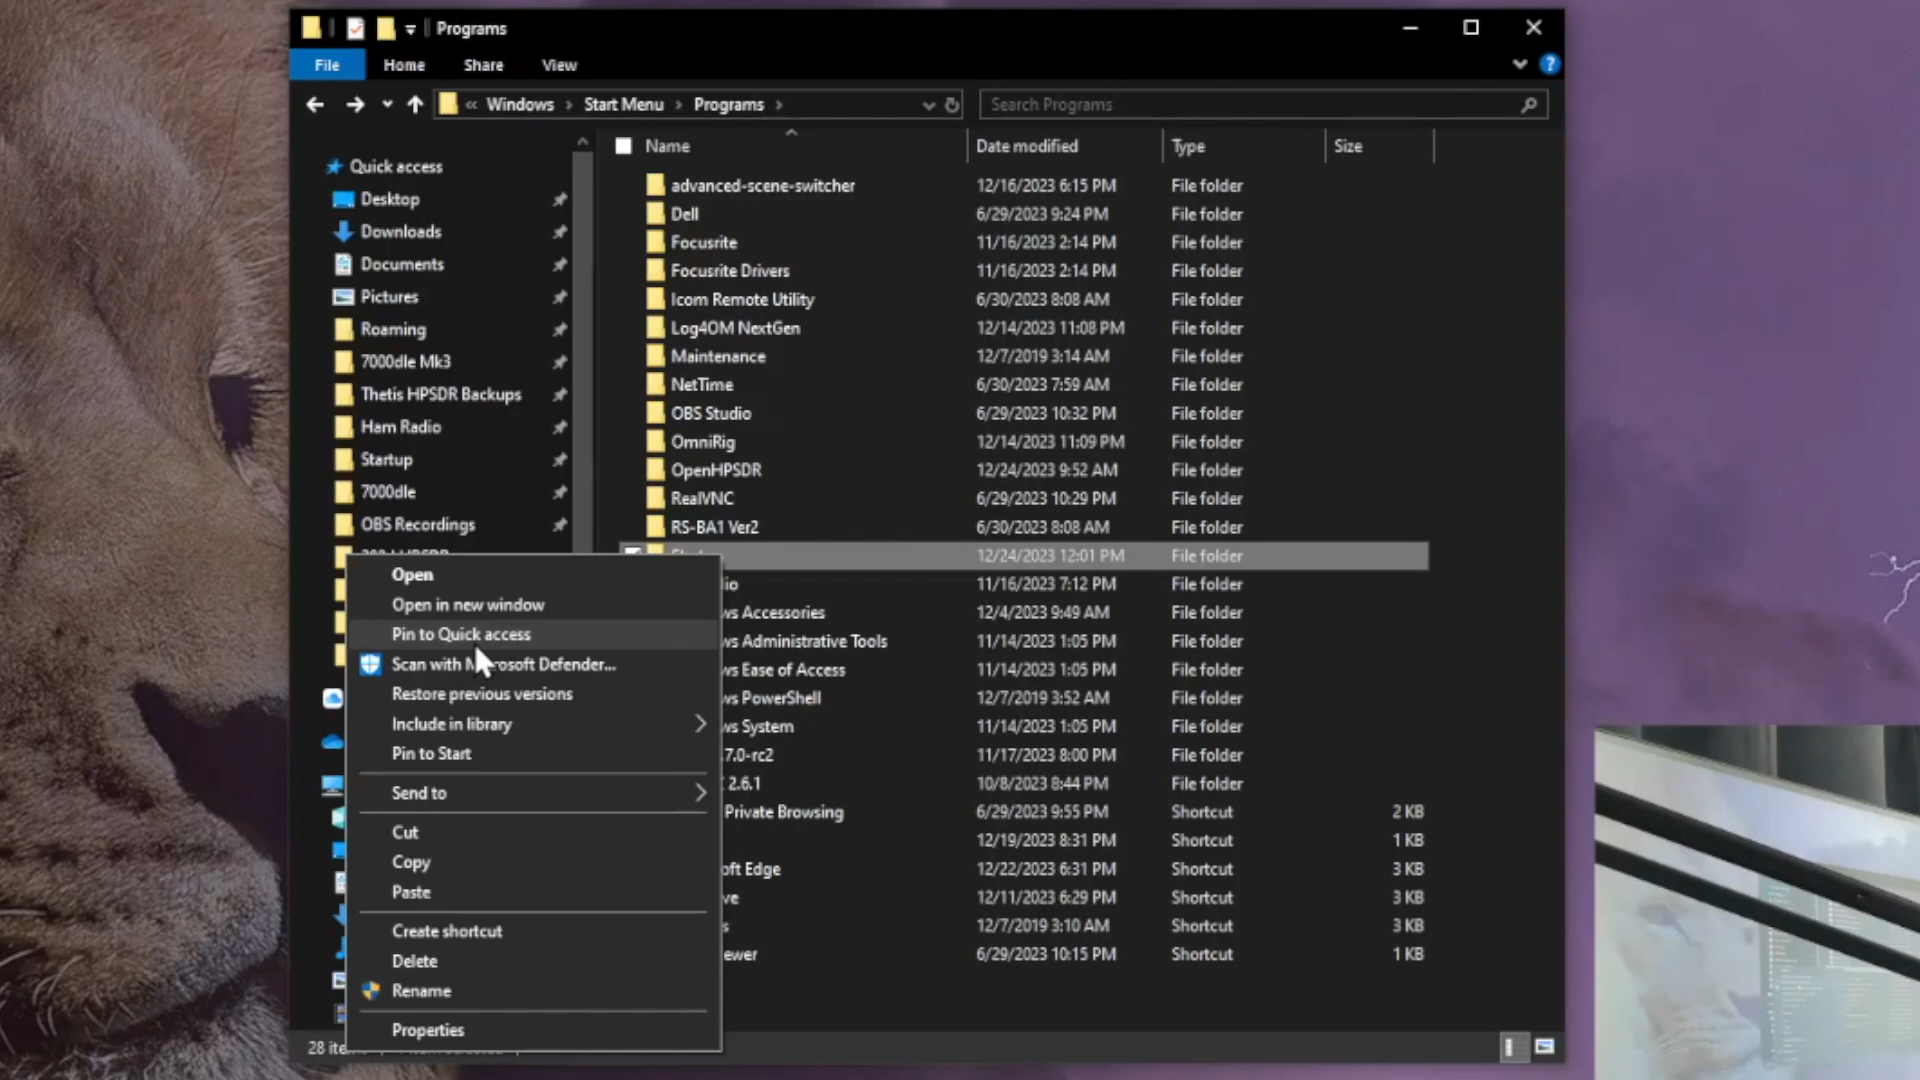 Programs
File Home Share View
« Windows › Start Menu › Programs ›
Search Programs
Name Date modified Type Size
Quick access
Desktop
Downloads
Documents
Pictures
Roaming
7000dle Mk3
Thetis HPSDR Backups
Ham Radio
Startup
7000dle
OBS Recordings
advanced-scene-switcher 12/16/2023 6:15 PM File folder
Dell 6/29/2023 9:24 PM File folder
Focusrite 11/16/2023 2:14 PM File folder
Focusrite Drivers 11/16/2023 2:14 PM File folder
Icom Remote Utility 6/30/2023 8:08 AM File folder
Log4OM NextGen 12/14/2023 11:08 PM File folder
Maintenance 12/7/2019 3:14 AM File folder
NetTime 6/30/2023 7:59 AM File folder
OBS Studio 6/29/2023 10:32 PM File folder
OmniRig 12/14/2023 11:09 PM File folder
OpenHPSDR 12/24/2023 9:52 AM File folder
RealVNC 6/29/2023 10:29 PM File folder
RS-BA1 Ver2 6/30/2023 8:08 AM File folder
12/24/2023 12:01 PM File folder
io 11/16/2023 7:12 PM File folder
ws Accessories 12/4/2023 9:49 AM File folder
ws Administrative Tools 11/14/2023 1:05 PM File folder
ws Ease of Access 11/14/2023 1:05 PM File folder
ws PowerShell 12/7/2019 3:52 AM File folder
ws System 11/14/2023 1:05 PM File folder
.7.0-rc2 11/17/2023 8:00 PM File folder
2.6.1 10/8/2023 8:44 PM File folder
Private Browsing 6/29/2023 9:55 PM Shortcut 2 KB
12/19/2023 8:31 PM Shortcut 1 KB
oft Edge 12/22/2023 6:31 PM Shortcut 3 KB
ve 12/11/2023 6:29 PM Shortcut 3 KB
s 12/7/2019 3:10 AM Shortcut 3 KB
ewer 6/29/2023 10:15 PM Shortcut 1 KB
Open
Open in new window
Pin to Quick access
Scan with Microsoft Defender...
Restore previous versions
Include in library
Pin to Start
Send to
Cut
Copy
Paste
Create shortcut
Delete
Rename
Properties
28 ite